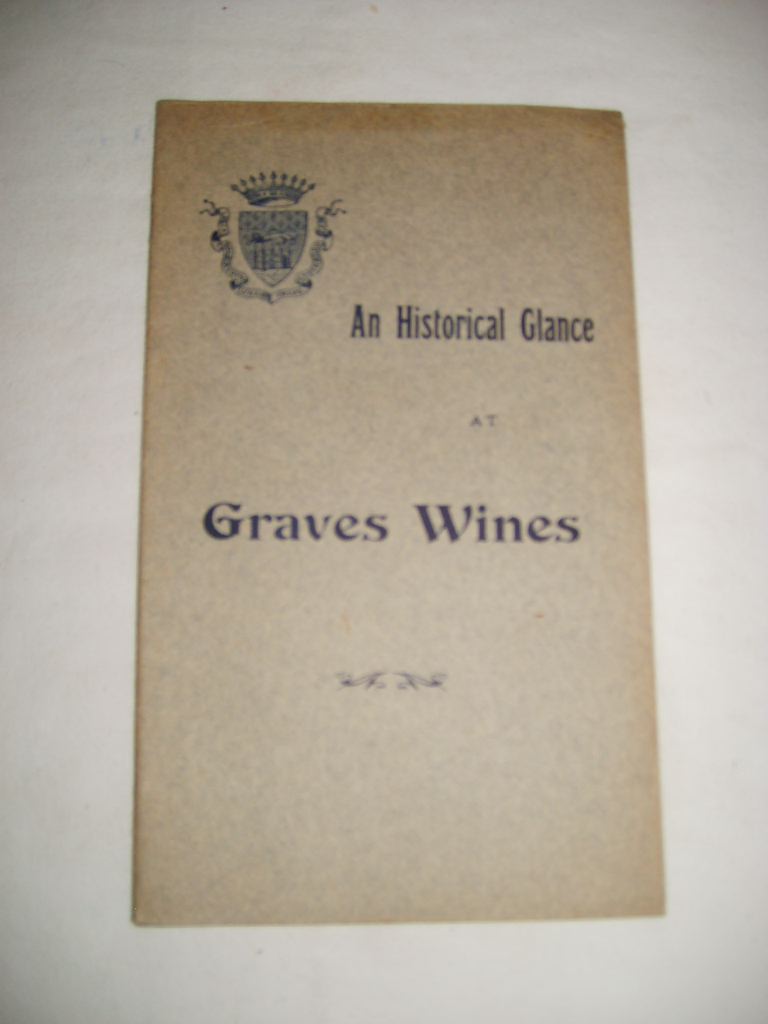 An Historical Glance
AT
Graves Wines